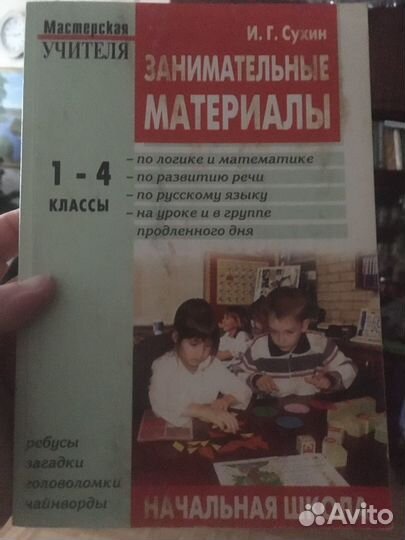 Мастерская
УЧИТЕЛЯ
И. Г. Сухин
ЗАНИМАТЕЛЬНЫЕ
МАТЕРИАЛЫ
1 - 4
КЛАССЫ
- по логике и математике
- по развитию речи
- по русскому языку
- на уроке и в группе
продленного дня
ребусы
загадки
головоломки
чайнворды
НАЧАЛЬНАЯ ШКОЛА
Avito